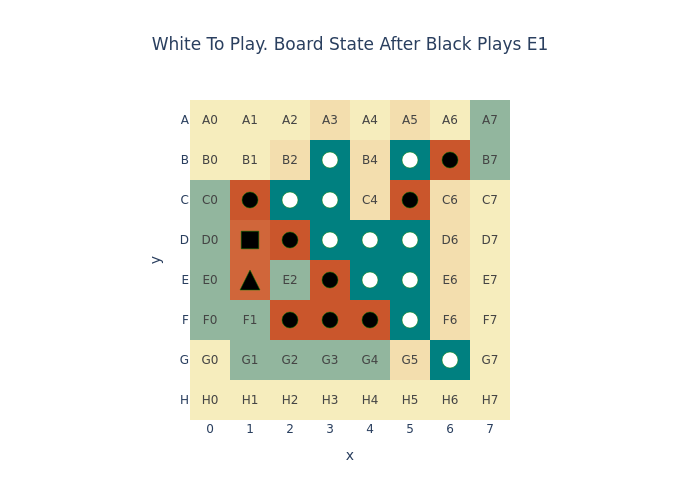 White To Play. Board State After Black Plays E1
A A0 A1 A2 A3 A4 A5 A6 A7
B B0 B1 B2 B4 B7
C C0 C4 C6 C7
D D0 D6 D7
E E0 E2 E6 E7
F F0 F1 F6 F7
G G0 G1 G2 G3 G4 G5 G7
H H0 H1 H2 H3 H4 H5 H6 H7
0 1 2 3 4 5 6 7
x
y